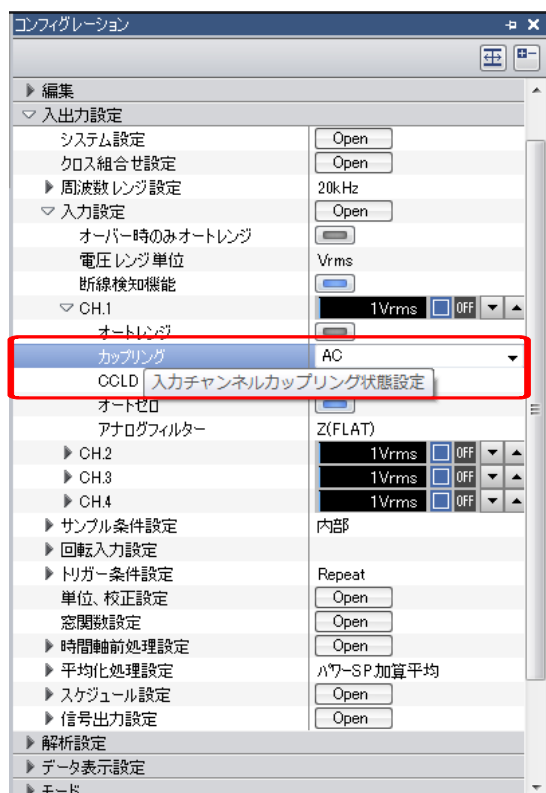 コンフィグレーション
編集
入出力設定
システム設定 Open
クロス組合せ設定 Open
周波数レンジ設定 20kHz
入力設定 Open
オーバー時のみオートレンジ
電圧レンジ単位 Vrms
断線検知機能
CH.1 1Vrms OFF
オートレンジ
カップリング AC
CCLD 入力チャンネルカップリング状態設定
オートゼロ
アナログフィルター Z(FLAT)
CH.2 1Vrms OFF
CH.3 1Vrms OFF
CH.4 1Vrms OFF
サンプル条件設定 内部
回転入力設定
トリガー条件設定 Repeat
単位、校正設定 Open
窓関数設定 Open
時間軸前処理設定 Open
平均化処理設定 パワーSP加算平均
スケジュール設定 Open
信号出力設定 Open
解析設定
データ表示設定
モード